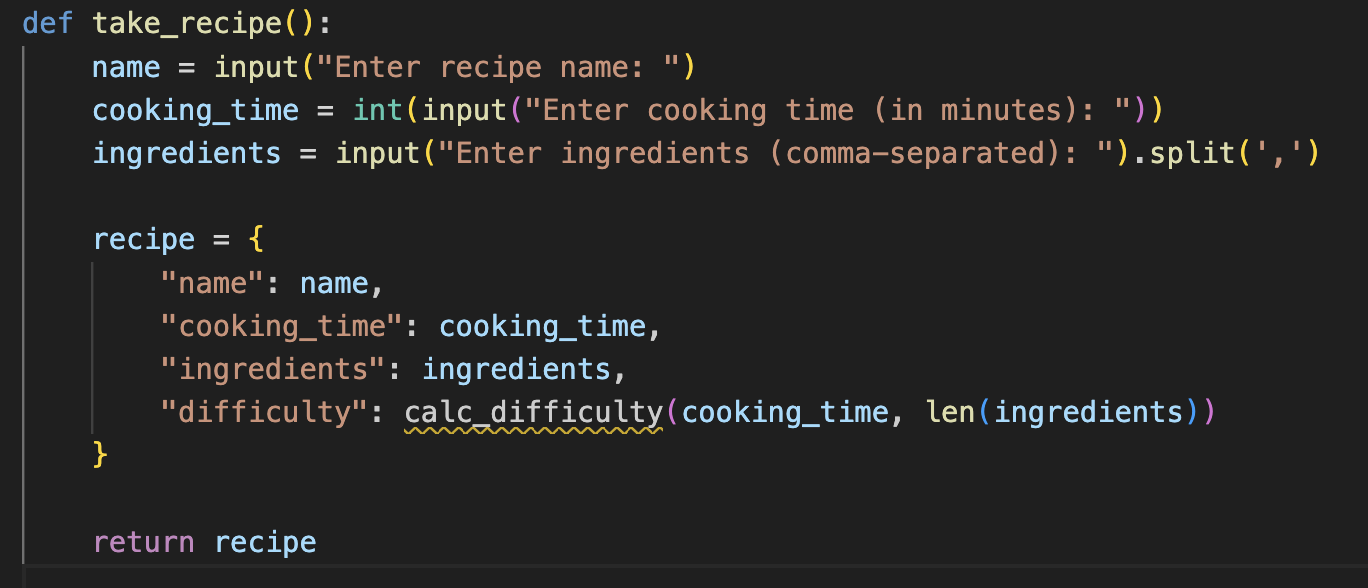 def take_recipe():
    name = input("Enter recipe name: ")
    cooking_time = int(input("Enter cooking time (in minutes): "))
    ingredients = input("Enter ingredients (comma-separated): ").split(',')

    recipe = {
        "name": name,
        "cooking_time": cooking_time,
        "ingredients": ingredients,
        "difficulty": calc_difficulty(cooking_time, len(ingredients))
    }

    return recipe